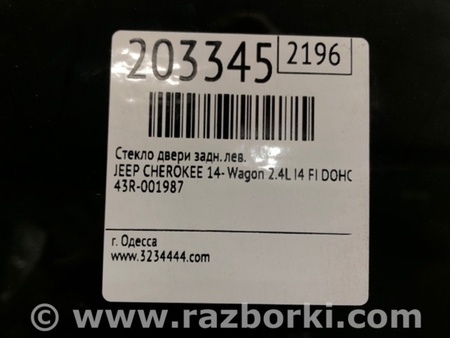 203345 2196
Стекло двери задн. лев.
JEEP CHEROKEE 14- Wagon 2.4L I4 FI DOHC
43R-001987
г. Одесса
www.3234444.com
© www.razborki.com